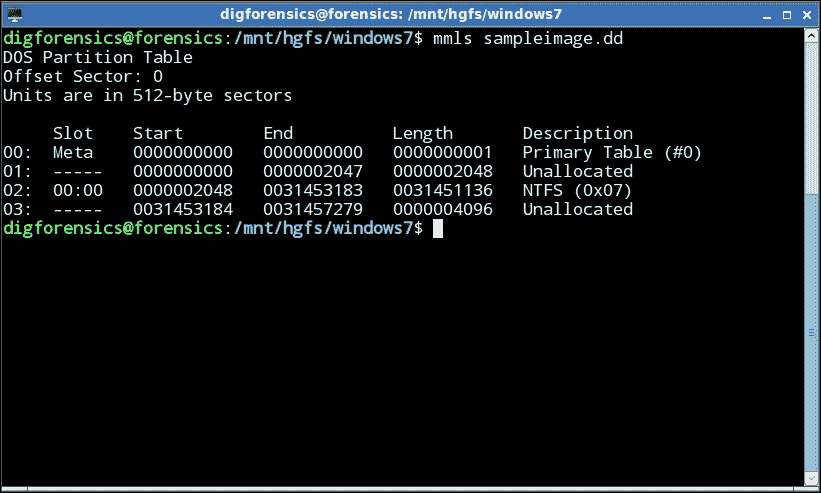 digforensics@forensics: /mnt/hgfs/windows7
digforensics@forensics:/mnt/hgfs/windows7$ mmls sampleimage.dd
DOS Partition Table
Offset Sector: 0
Units are in 512-byte sectors
Slot Start End Length Description
00: Meta 0000000000 0000000000 0000000001 Primary Table (#0)
01: ----- 0000000000 0000002047 0000002048 Unallocated
02: 00:00 0000002048 0031453183 0031451136 NTFS (0x07)
03: ----- 0031453184 0031457279 0000004096 Unallocated
digforensics@forensics:/mnt/hgfs/windows7$